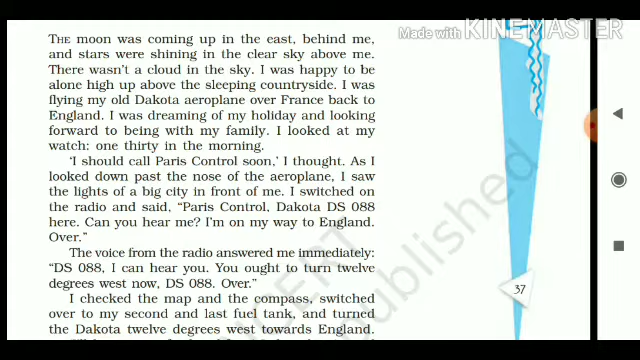 Made with KINEMASTER
THE moon was coming up in the east, behind me,
and stars were shining in the clear sky above me.
There wasn't a cloud in the sky. I was happy to be
alone high up above the sleeping countryside. I was
flying my old Dakota aeroplane over France back to
England. I was dreaming of my holiday and looking
forward to being with my family. I looked at my
watch: one thirty in the morning.
'I should call Paris Control soon,' I thought. As I
looked down past the nose of the aeroplane, I saw
the lights of a big city in front of me. I switched on
the radio and said, “Paris Control, Dakota DS 088
here. Can you hear me? I'm on my way to England.
Over.”
The voice from the radio answered me immediately:
“DS 088, I can hear you. You ought to turn twelve
degrees west now, DS 088. Over.”
I checked the map and the compass, switched
over to my second and last fuel tank, and turned
the Dakota twelve degrees west towards England.
37
published